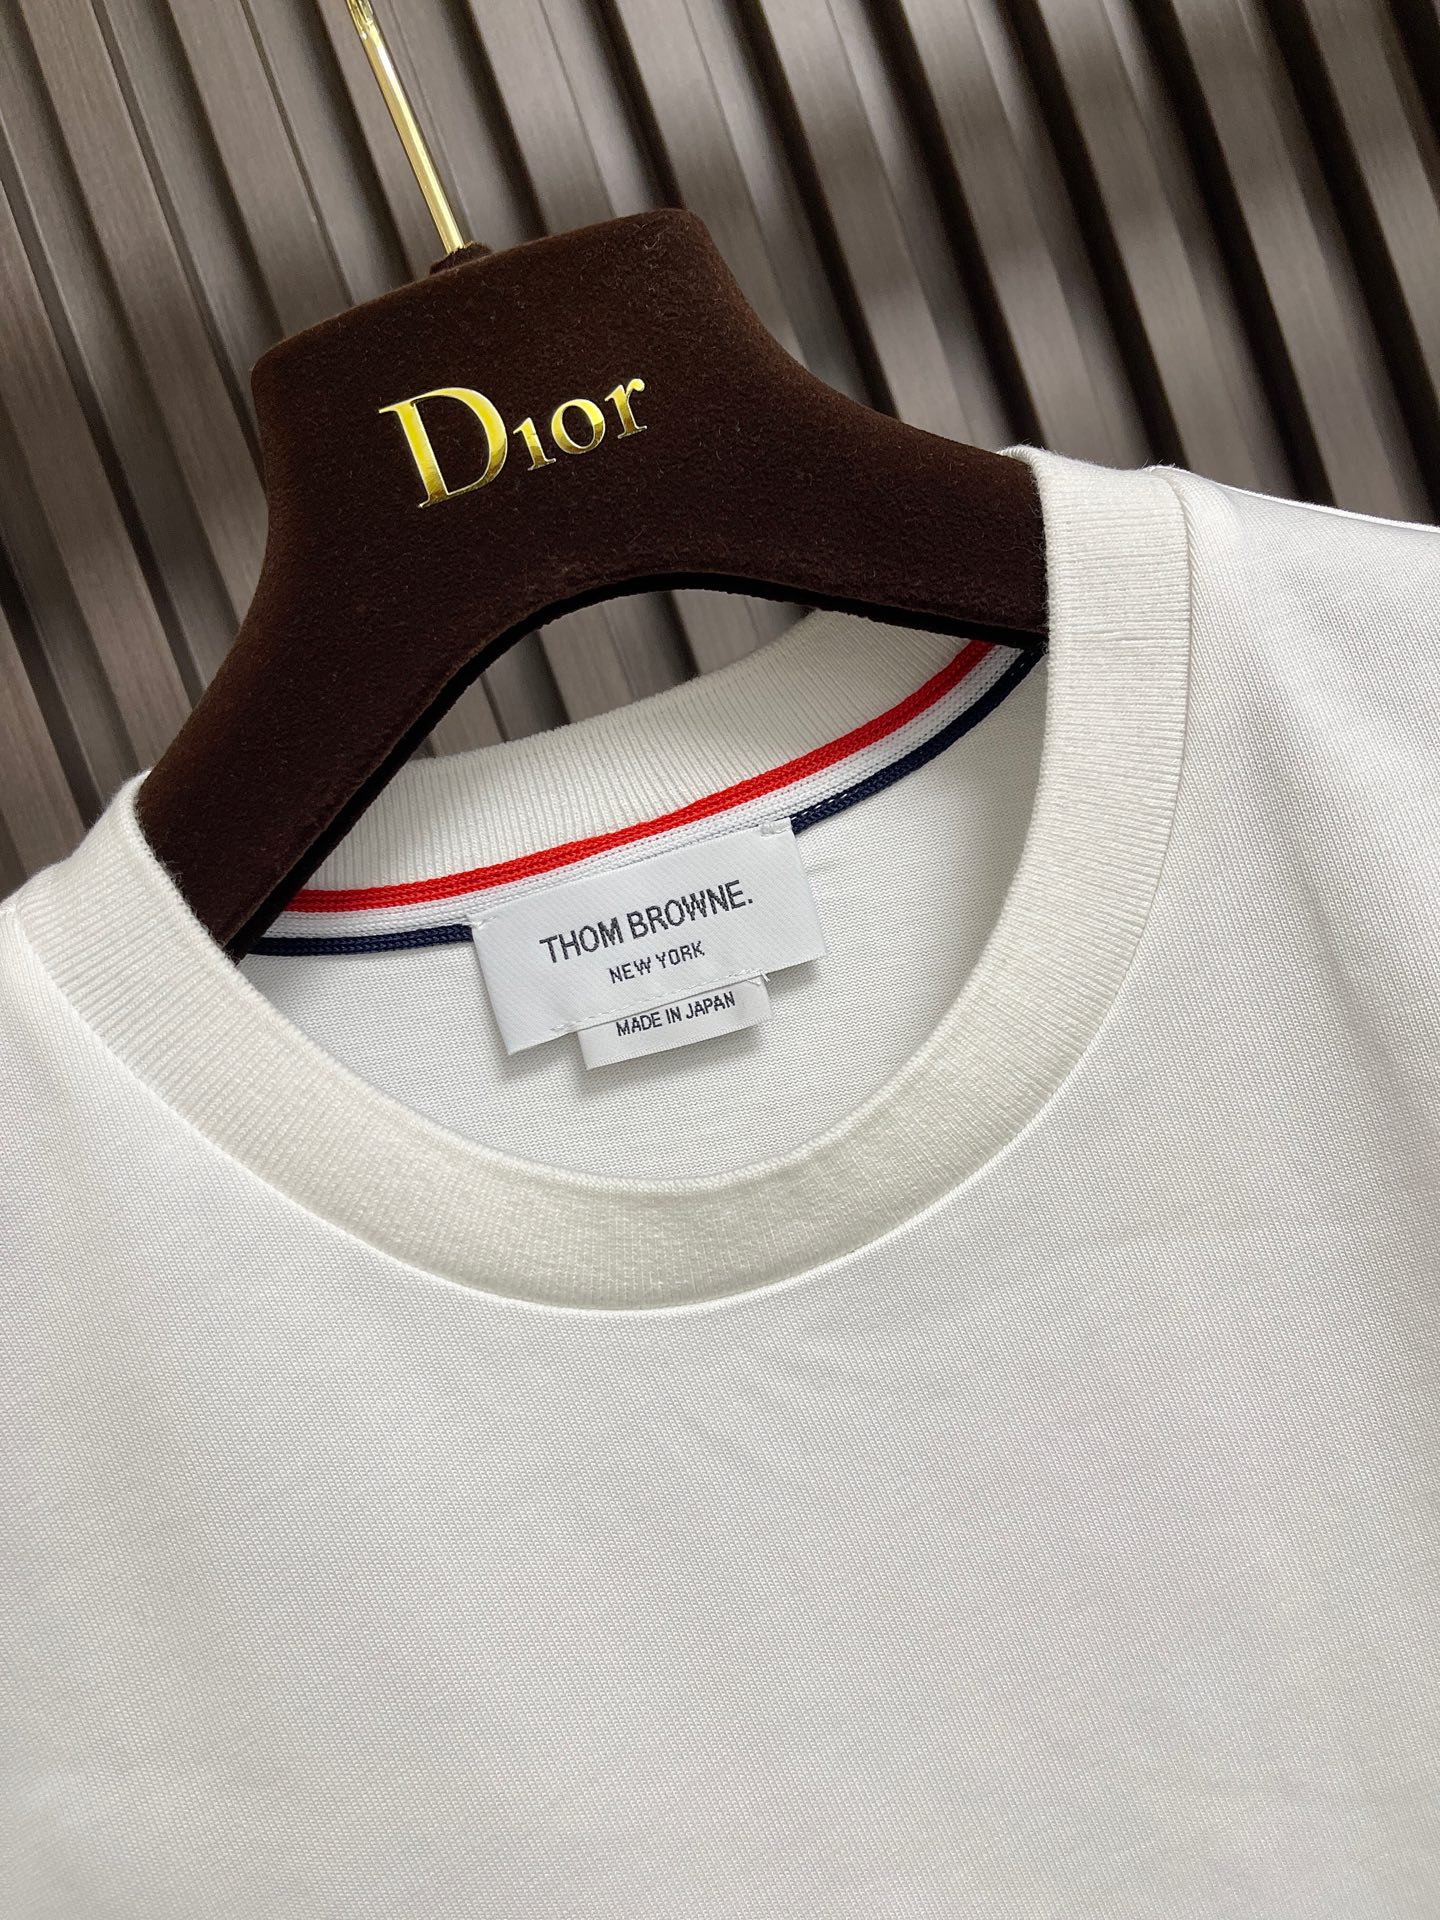 Dior
THOM BROWNE.
NEW YORK
MADE IN JAPAN